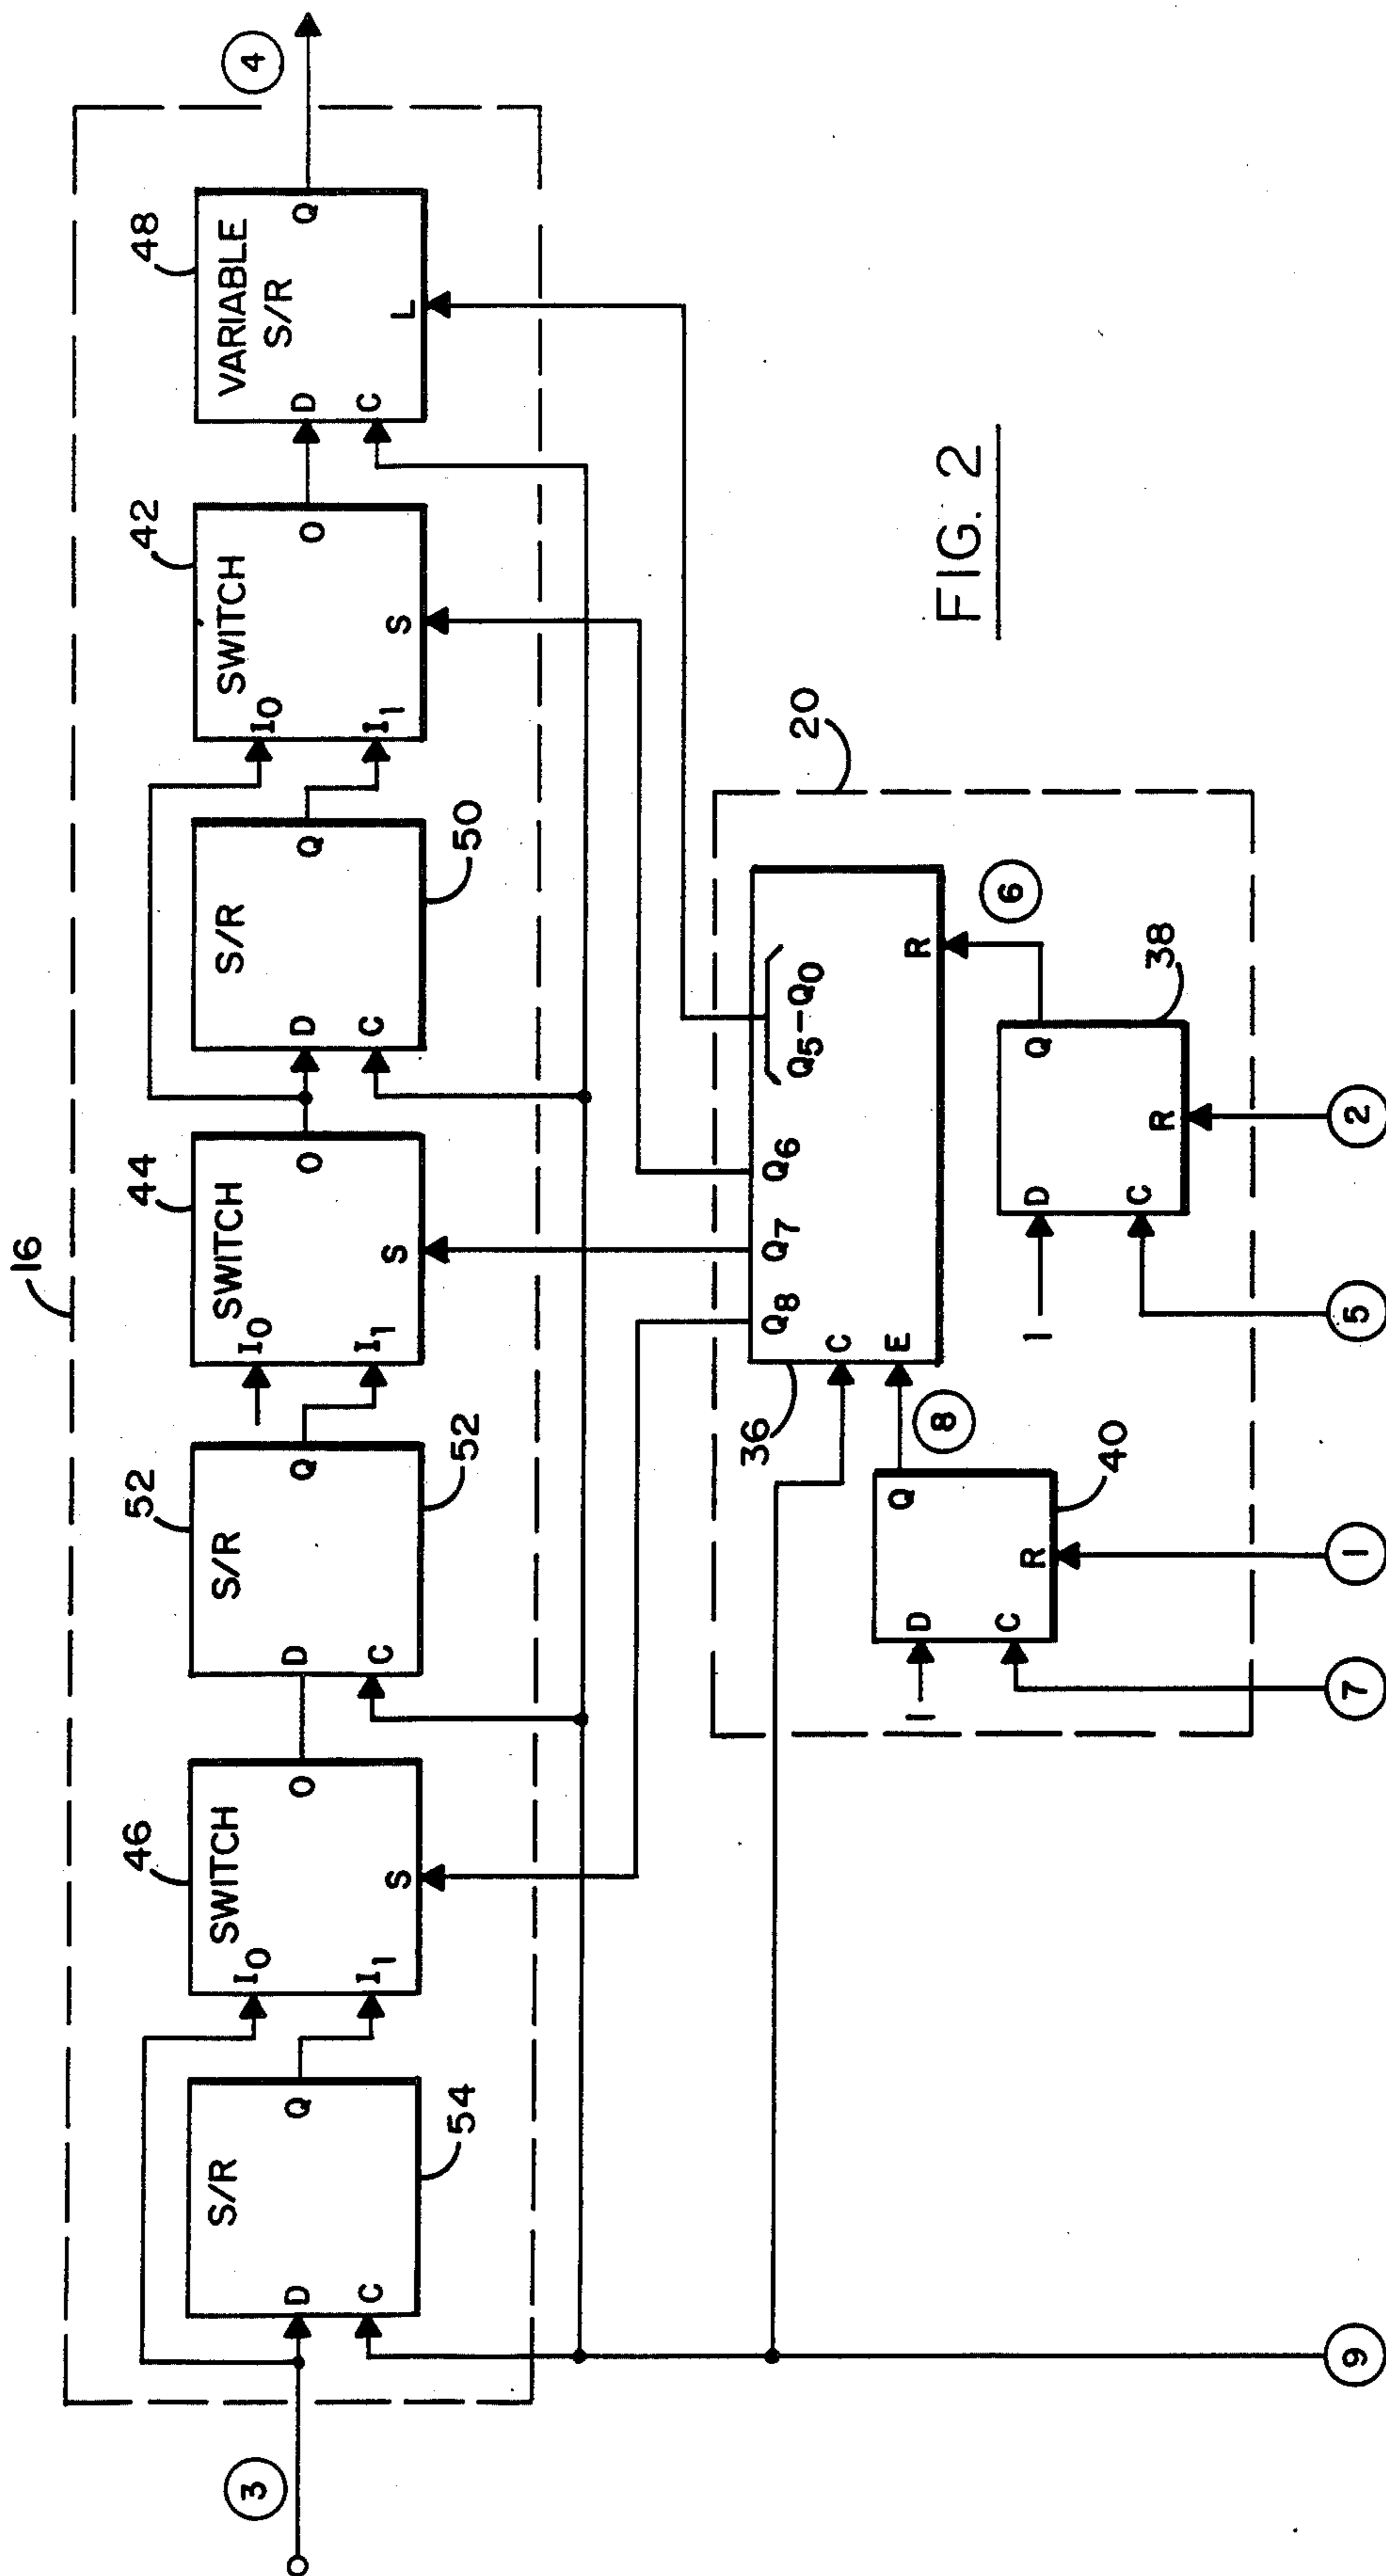 16
3
54
S/R
D
C
Q
46
SWITCH
I0
I1
S
O
52
S/R
D
C
Q
52
44
SWITCH
I0
I1
S
O
S/R
D
C
Q
50
42
SWITCH
I0
I1
S
O
48
VARIABLE
S/R
D
C
L
Q
4
20
36
Q8 Q7 Q6 Q5-Q0
C
E
R
8
6
1
D
C
Q
R
40
1
D
C
Q
R
38
9
7
1
5
2
FIG. 2